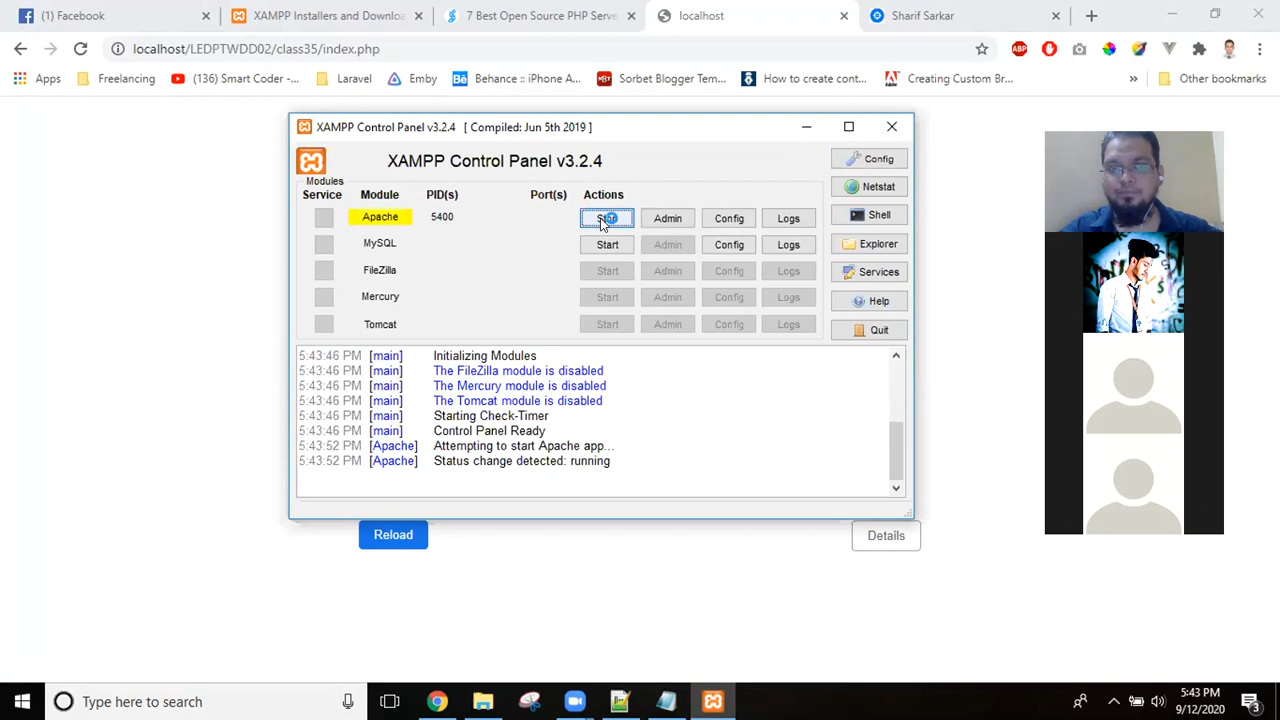 (1) Facebook
XAMPP Installers and Downloa
7 Best Open Source PHP Serve
localhost
Sharif Sarkar
localhost/LEDPTWDD02/class35/index.php
ABP
Apps
Freelancing
(136) Smart Coder -...
Laravel
Emby
Behance :: iPhone A...
Sorbet Blogger Tem...
How to create cont...
Creating Custom Br...
»
Other bookmarks
XAMPP Control Panel v3.2.4 [ Compiled: Jun 5th 2019 ]
XAMPP Control Panel v3.2.4
Config
Modules
Service
Module
PID(s)
Port(s)
Actions
Netstat
Apache
5400
Admin
Config
Logs
Shell
MySQL
Start
Admin
Config
Logs
Explorer
FileZilla
Start
Admin
Config
Logs
Services
Mercury
Start
Admin
Config
Logs
Help
Tomcat
Start
Admin
Config
Logs
Quit
5:43:46 PM [main] Initializing Modules
5:43:46 PM [main] The FileZilla module is disabled
5:43:46 PM [main] The Mercury module is disabled
5:43:46 PM [main] The Tomcat module is disabled
5:43:46 PM [main] Starting Check-Timer
5:43:46 PM [main] Control Panel Ready
5:43:52 PM [Apache] Attempting to start Apache app...
5:43:52 PM [Apache] Status change detected: running
Reload
Details
Type here to search
5:43 PM
9/12/2020
3